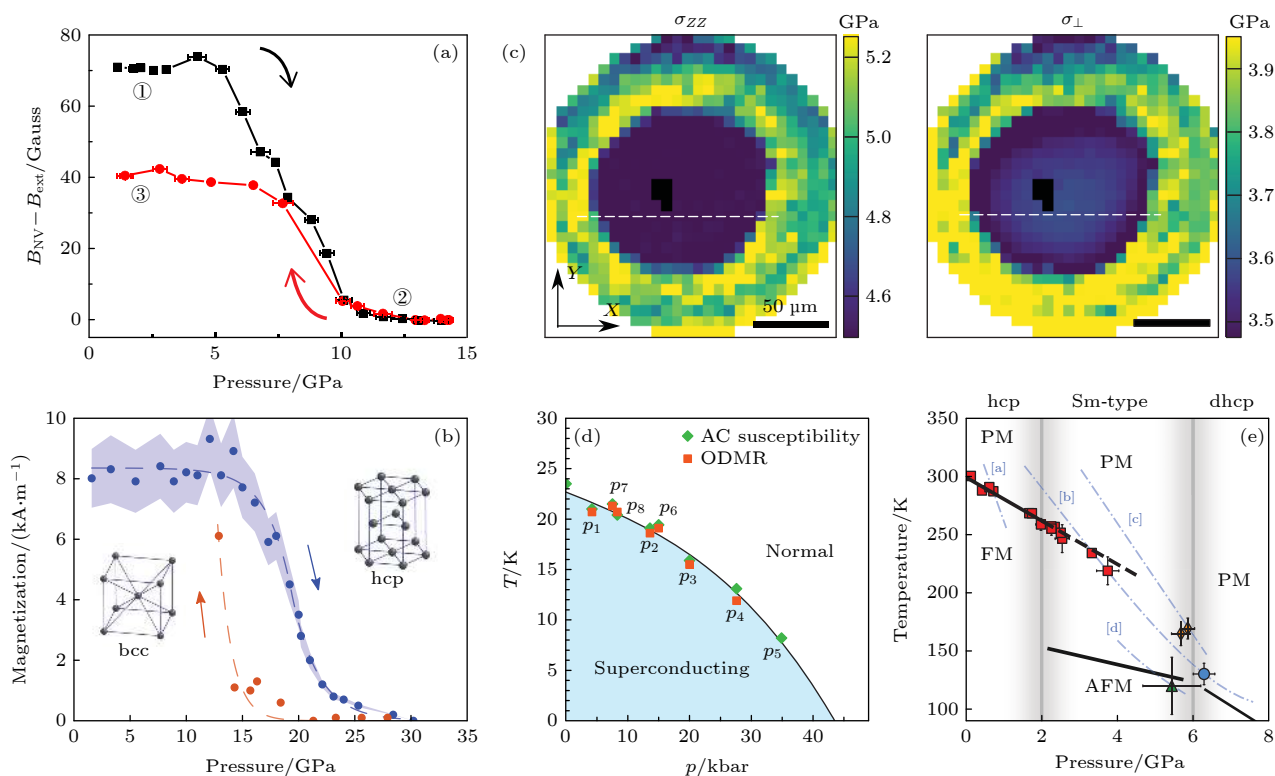 (a)
80
60
40
20
0
B_NV − B_ext/Gauss
①
②
③
0
5
10
15
Pressure/GPa
(c)
σ_ZZ
GPa
5.2
5.0
4.8
4.6
Y
X
50 µm
σ_⊥
GPa
3.9
3.8
3.7
3.6
3.5
(b)
10
8
6
4
2
0
Magnetization/(kA·m⁻¹)
bcc
hcp
0
5
10
15
20
25
30
35
Pressure/GPa
(d)
30
25
20
15
10
5
0
T/K
AC susceptibility
ODMR
p₇
p₁
p₈
p₆
p₂
p₃
p₄
p₅
Normal
Superconducting
0
10
20
30
40
p/kbar
hcp
Sm-type
dhcp
(e)
350
300
250
200
150
100
Temperature/K
PM
PM
PM
FM
AFM
[a]
[b]
[c]
[d]
0
2
4
6
Pressure/GPa